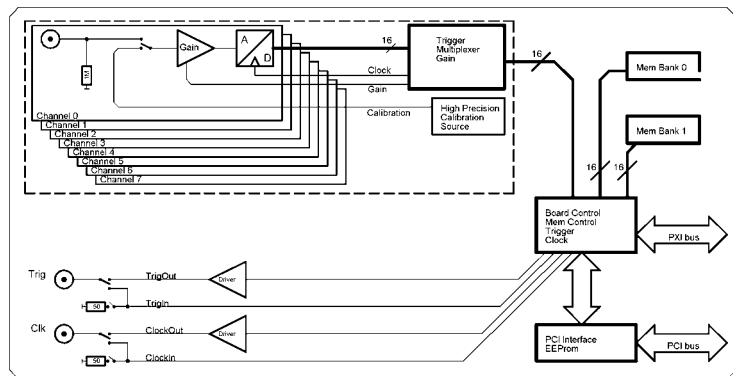 Gain
A
D
1M
16
Trigger
Multiplexer
Gain
16
16
16
Mem Bank 0
Mem Bank 1
Clock
Gain
Calibration
High Precision
Calibration
Source
Channel 0
Channel 1
Channel 2
Channel 3
Channel 4
Channel 5
Channel 6
Channel 7
Board Control
Mem Control
Trigger
Clock
PXI bus
Trig
TrigOut
Driver
50
TrigIn
Clk
ClockOut
Driver
50
ClockIn
PCI Interface
EEProm
PCI bus